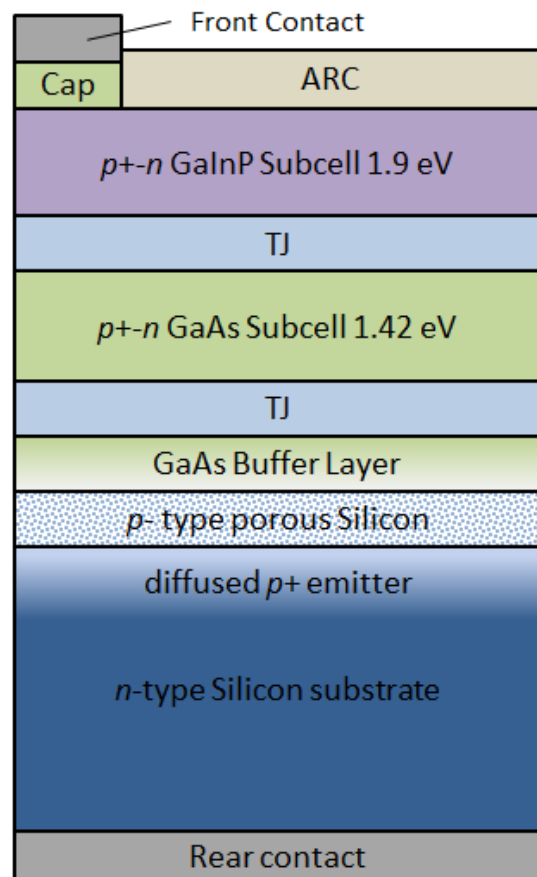 Front Contact
Cap
ARC
p+-n GaInP Subcell 1.9 eV
TJ
p+-n GaAs Subcell 1.42 eV
TJ
GaAs Buffer Layer
p- type porous Silicon
diffused p+ emitter
n-type Silicon substrate
Rear contact